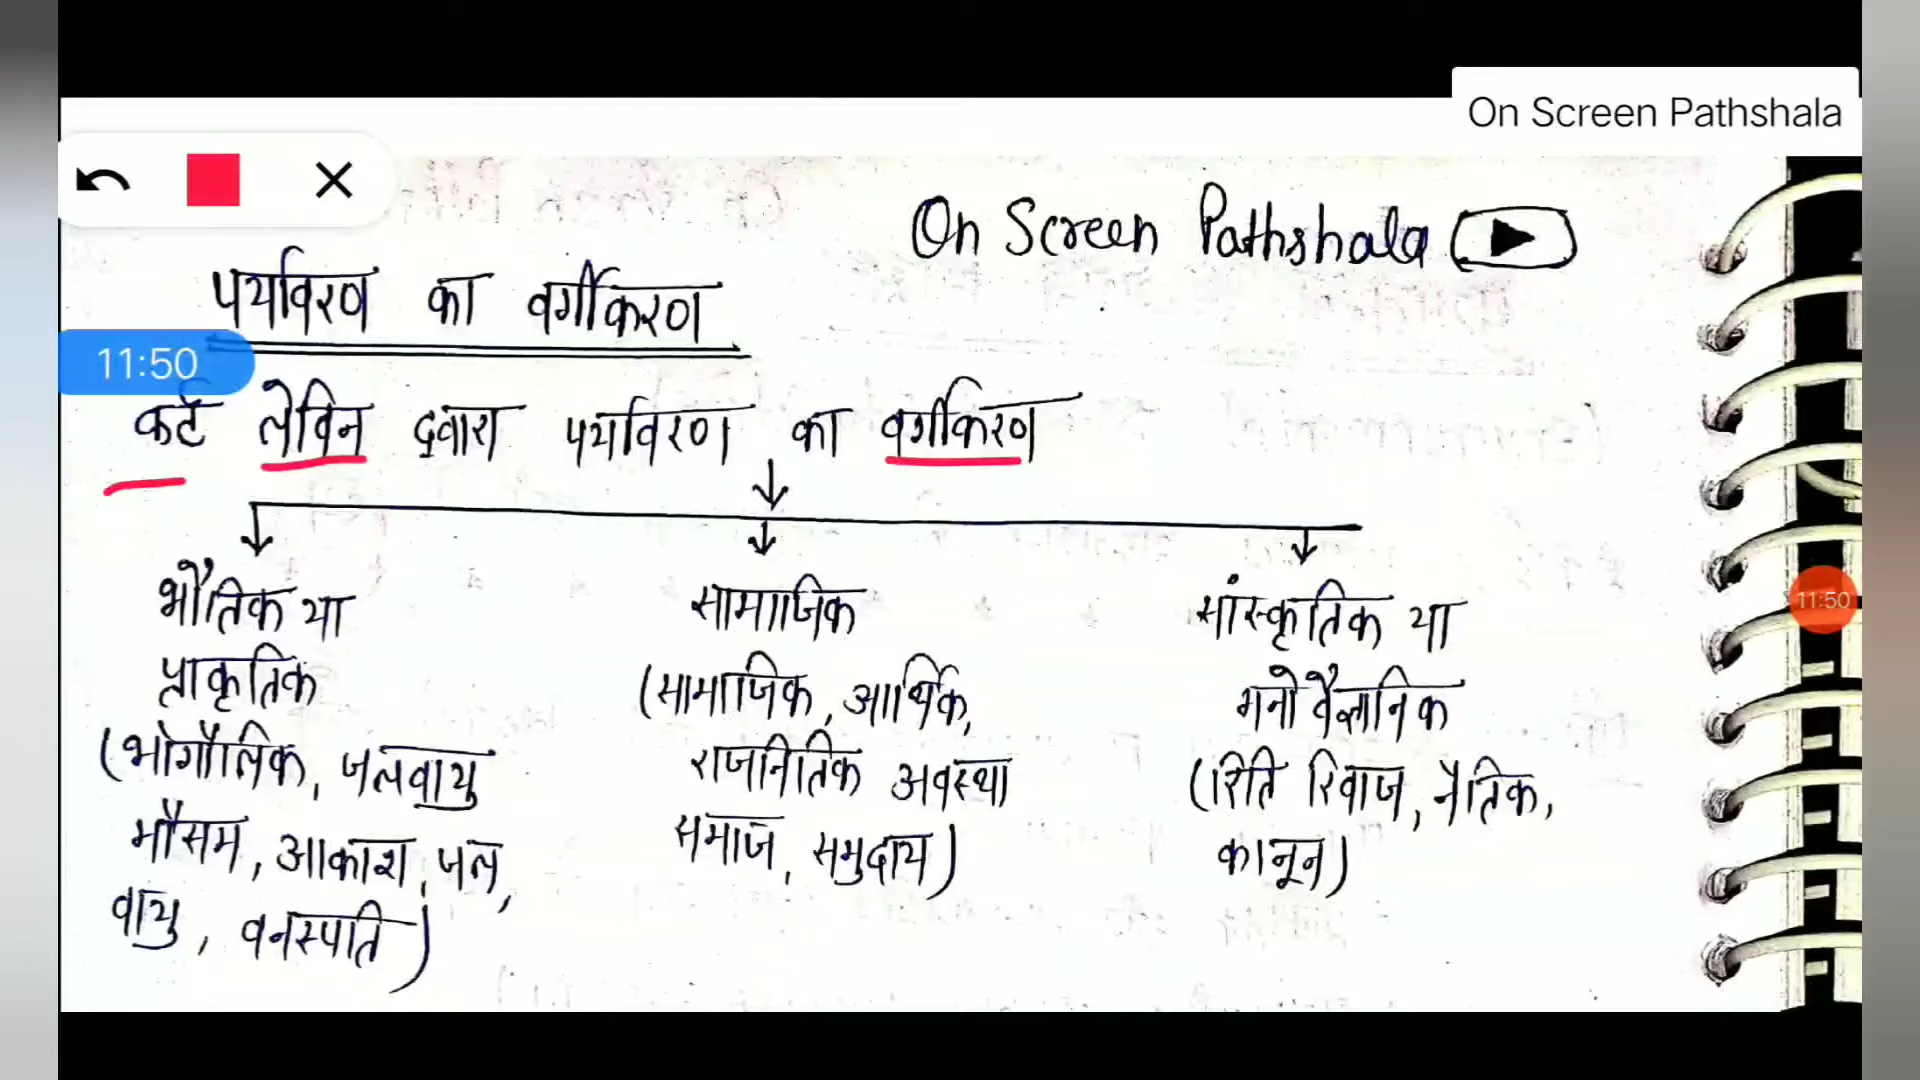 On Screen Pathshala
On Screen Pathshala
पर्यावरण का वर्गीकरण
11:50
कर्ट लेविन दवारा पर्यावरण का वर्गीकरण
भौतिक या
सामाजिक
सांस्कृतिक या
प्राकृतिक
(सामाजिक, आर्थिक,
मनोवैज्ञानिक
(भोगौलिक, जलवायु
राजनितिक अवस्था
(रिति रिवाज, नैतिक,
11:50
मौसम, आकाश, जल,
समाज, समुदाय)
कानून)
वायु, वनस्पति)